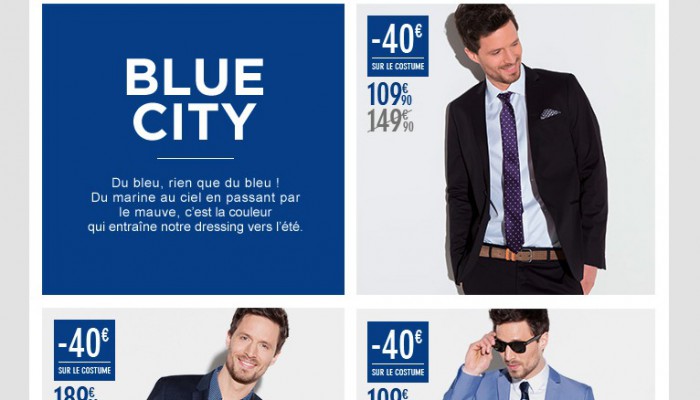 BLUE
CITY
Du bleu, rien que du bleu !
Du marine au ciel en passant par
le mauve, c'est la couleur
qui entraîne notre dressing vers l'été.
-40€
SUR LE COSTUME
109€90
149€90
-40€
SUR LE COSTUME
-40€
SUR LE COSTUME